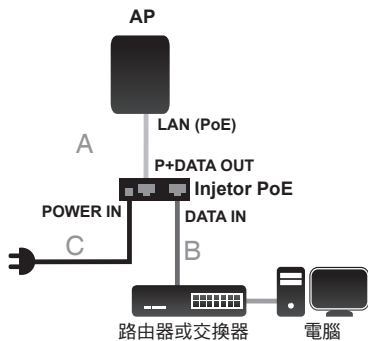 AP
LAN (PoE)
A
P+DATA OUT
Injetor PoE
POWER IN
DATA IN
C
B
路由器或交換器
電腦